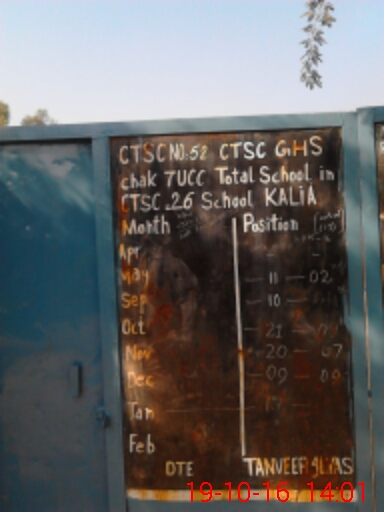 CTSC NO: 52 CTSC GHS
chak 7UCC Total School in
CTSC 26 School KALiA
Month Position
Apr
May 11 — 02
Sep 10
Oct 21
Nov 20 — 07
Dec 09
Jan
Feb
DTE TANVEER ILYAS
19-10-16 14:01